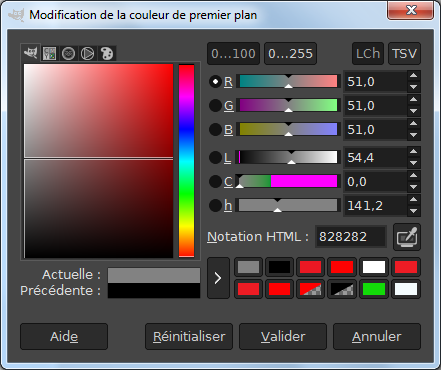 Modification de la couleur de premier plan
0...100 0...255 LCh TSV
R 51,0
G 51,0
B 51,0
L 54,4
C 0,0
h 141,2
Notation HTML : 828282
Actuelle :
Précédente :
Aide Réinitialiser Valider Annuler